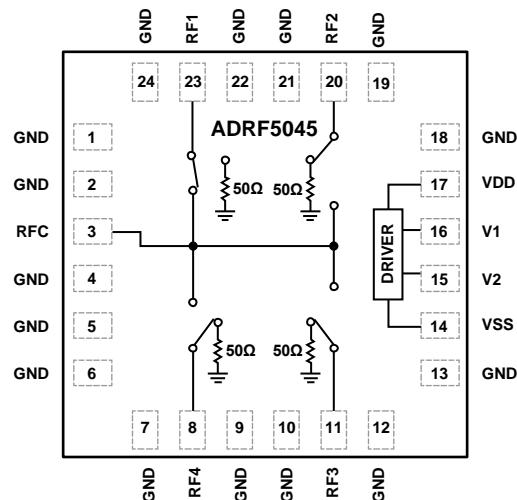 GND RF1 GND GND RF2 GND
24 23 22 21 20 19
ADRF5045
GND 1
18 GND
GND 2
50Ω 50Ω
17 VDD
RFC 3
16 V1
DRIVER
GND 4
15 V2
GND 5
14 VSS
50Ω 50Ω
GND 6
13 GND
7 8 9 10 11 12
GND RF4 GND GND RF3 GND